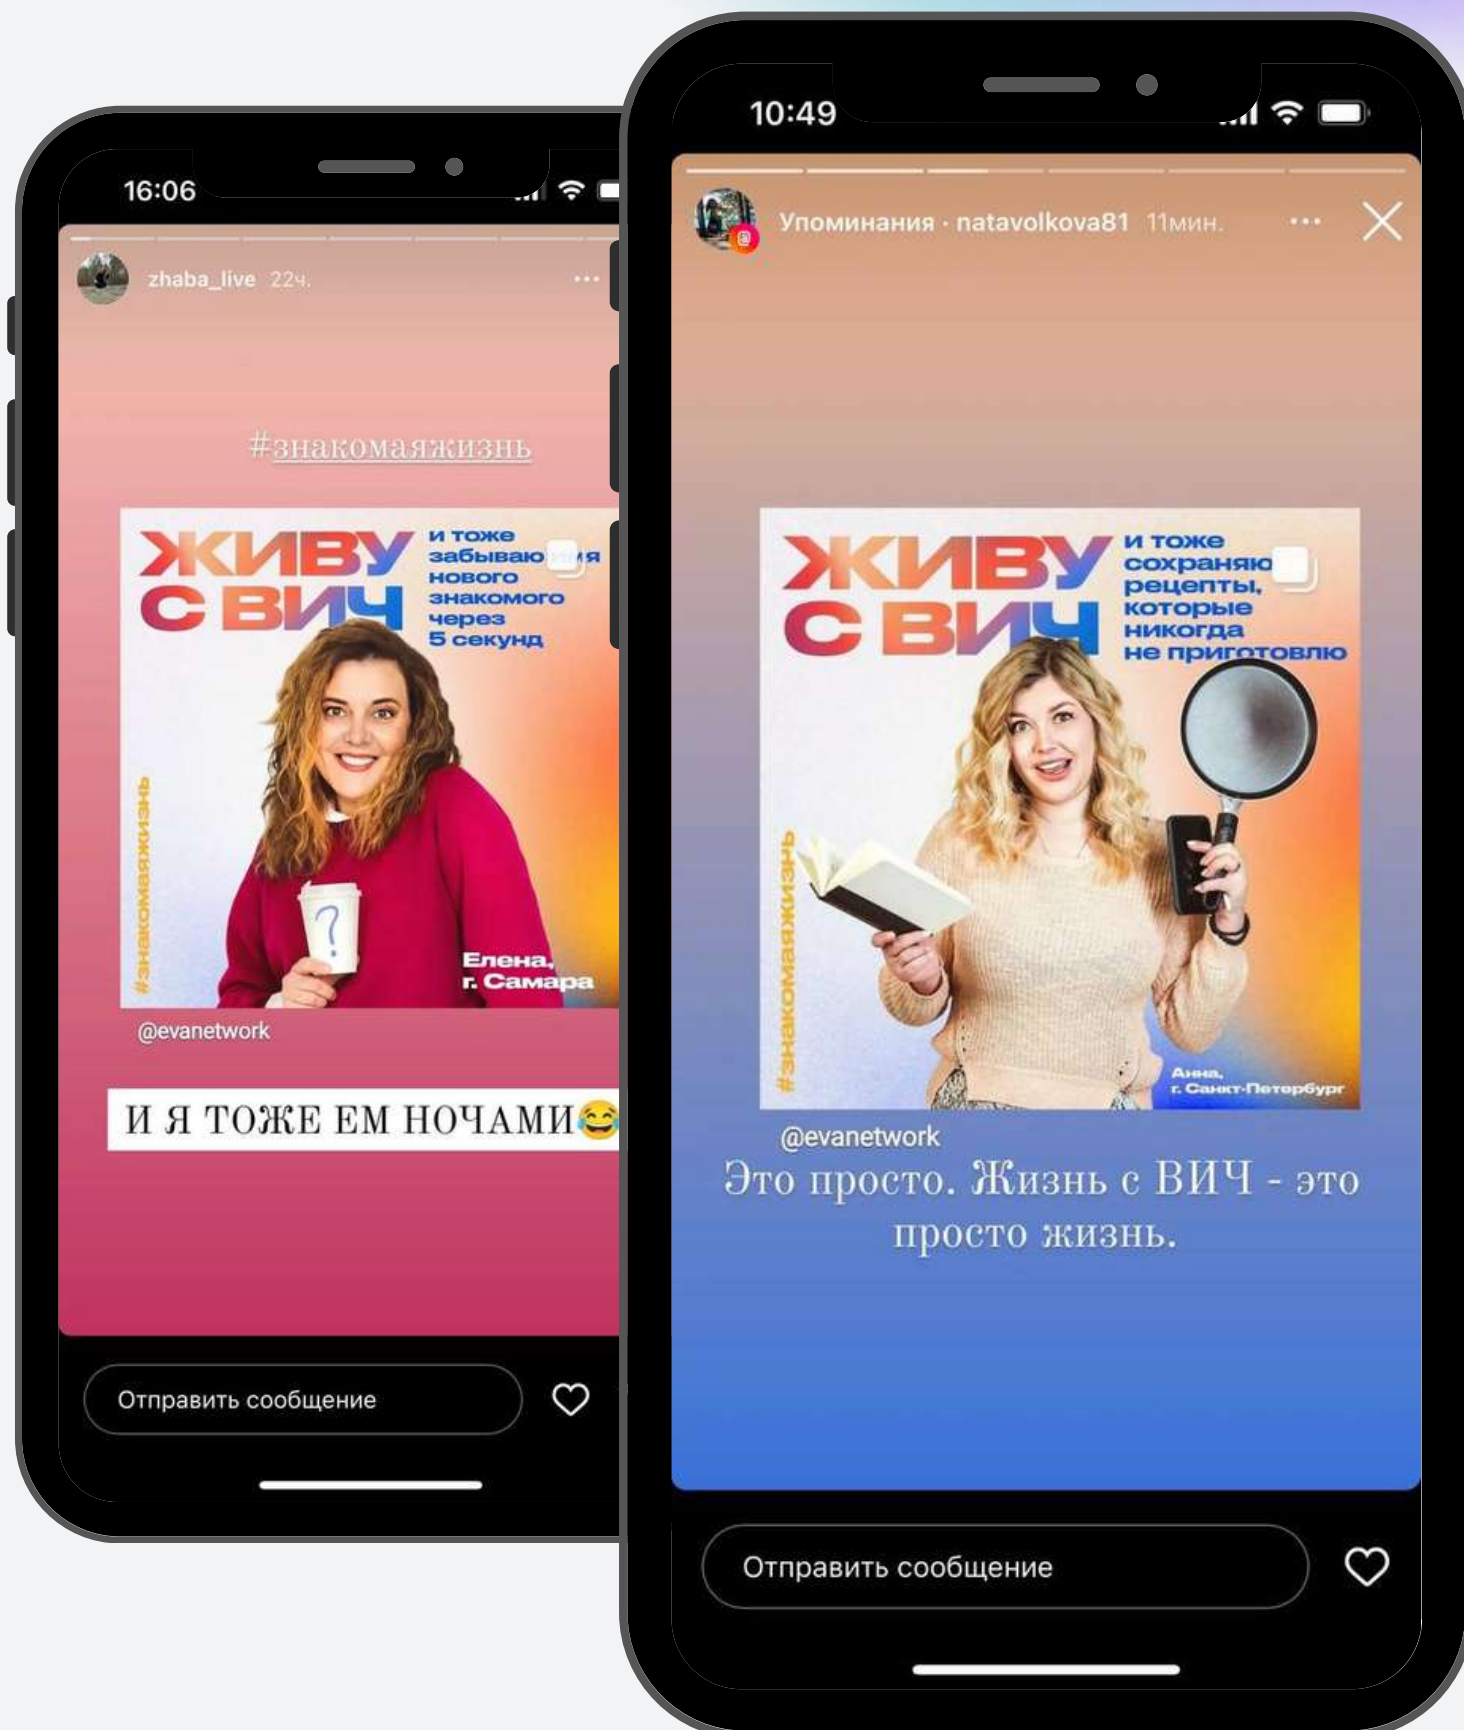 16:06
zhaba_live 22ч.
#знакомаяжизнь
ЖИВУ
С ВИЧ
и тоже
забываю
нового
знакомого
через
5 секунд
#знакомаяжизнь
?
Елена,
г. Самара
@evanetwork
И Я ТОЖЕ ЕМ НОЧАМИ😂
Отправить сообщение
10:49
Упоминания · natavolkova81 11мин.
ЖИВУ
С ВИЧ
и тоже
сохраняю
рецепты,
которые
никогда
не приготовлю
#знакомаяжизнь
Анна,
г. Санкт-Петербург
@evanetwork
Это просто. Жизнь с ВИЧ - это
просто жизнь.
Отправить сообщение